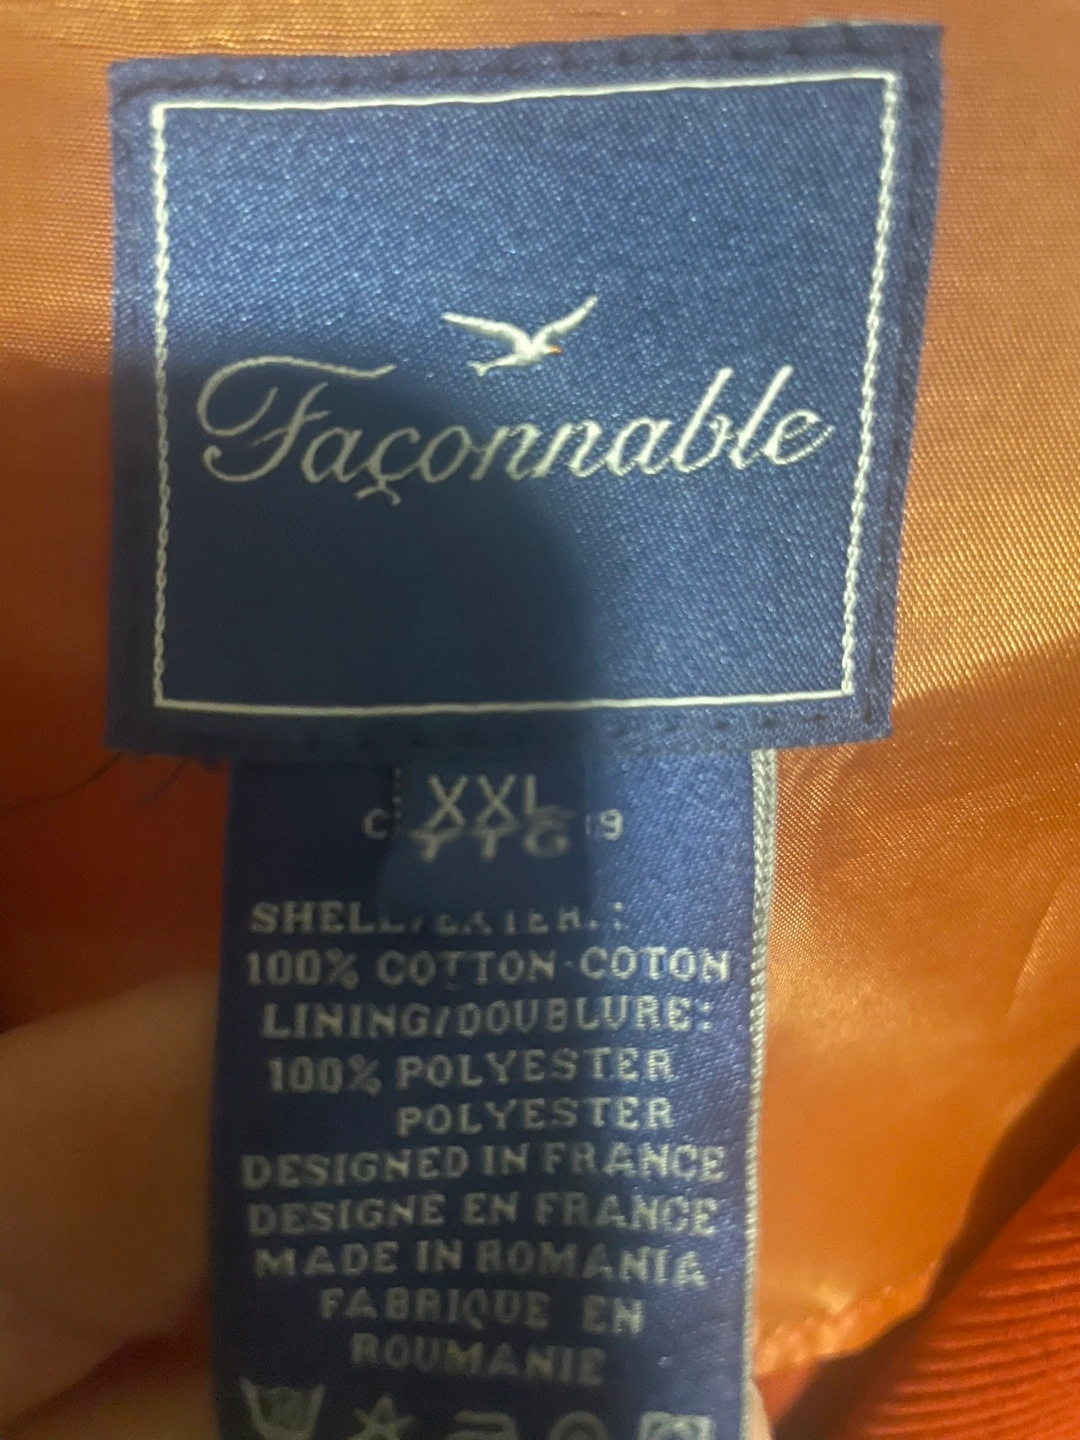 Façonnable
XXL
TTG
SHELL/EXTER.:
100% COTTON-COTON
LINING/DOUBLURE:
100% POLYESTER
POLYESTER
DESIGNED IN FRANCE
DESIGNE EN FRANCE
MADE IN ROMANIA
FABRIQUE EN
ROUMANIE